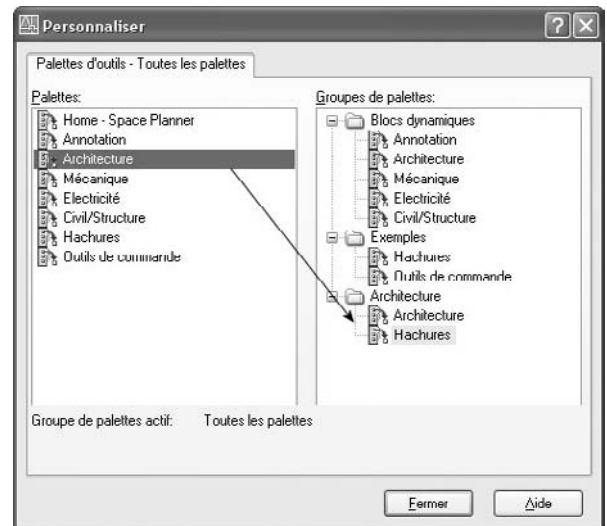 Personnaliser
Palettes d'outils - Toutes les palettes
Palettes:
Home - Space Planner
Annotation
Architecture
Mécanique
Electricité
Civil/Structure
Hachures
Outils de commande
Groupes de palettes:
Blocs dynamiques
Annotation
Architecture
Mécanique
Electricité
Civil/Structure
Exemples
Hachures
Outils de commande
Architecture
Architecture
Hachures
Groupe de palettes actif: Toutes les palettes
Fermer
Aide